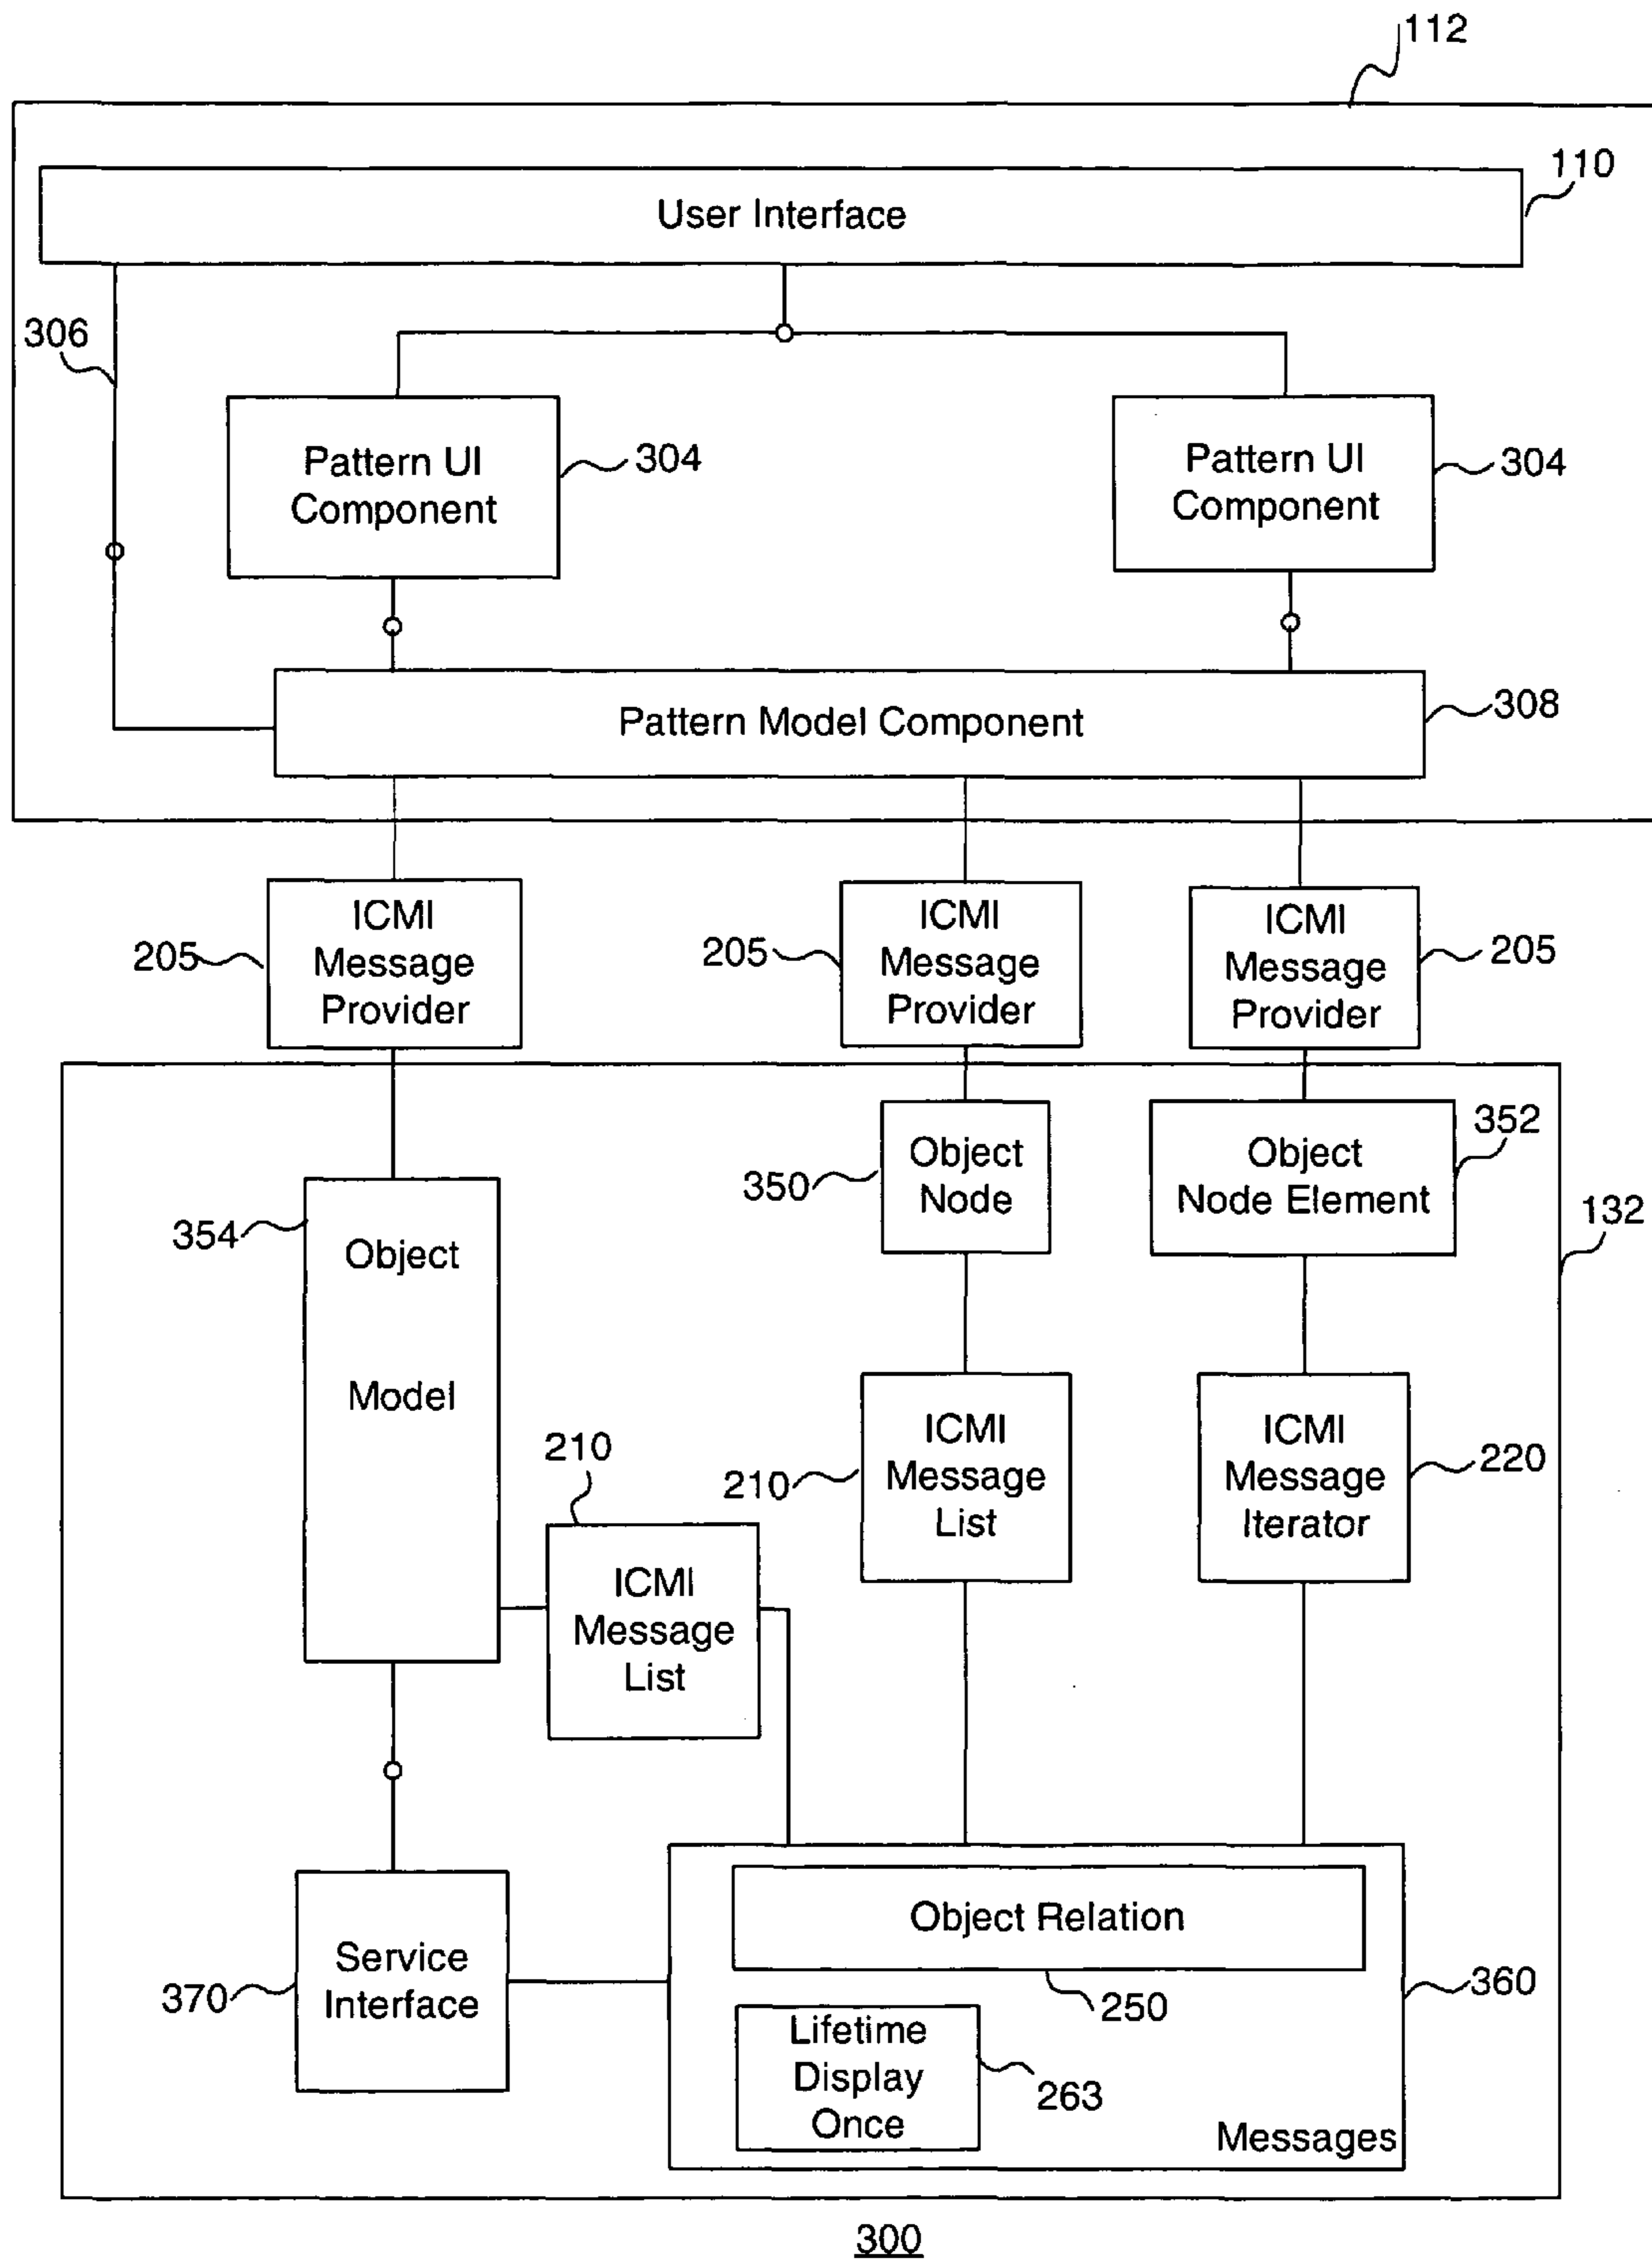 112
110
User Interface
306
Pattern UI
Component
304
Pattern UI
Component
304
Pattern Model Component
308
ICMI
Message
Provider
205
ICMI
Message
Provider
205
ICMI
Message
Provider
205
Object
Node
350
Object
Node Element
352
132
354
Object
Model
210
ICMI
Message
List
210
ICMI
Message
List
ICMI
Message
Iterator
220
Service
Interface
370
Object Relation
250
360
Lifetime
Display
Once
263
Messages
300